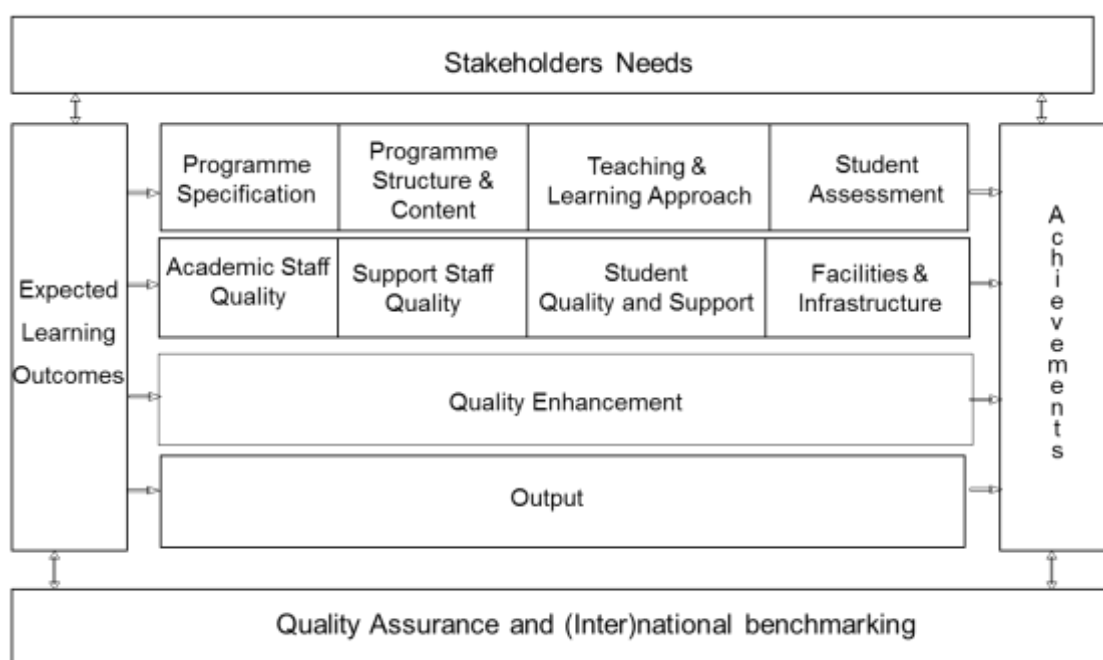 Stakeholders Needs
Programme
Specification
Programme
Structure &
Content
Teaching &
Learning Approach
Student
Assessment
Academic Staff
Quality
Support Staff
Quality
Student
Quality and Support
Facilities &
Infrastructure
Expected
Learning
Outcomes
Quality Enhancement
Output
Achievements
Quality Assurance and (Inter)national benchmarking